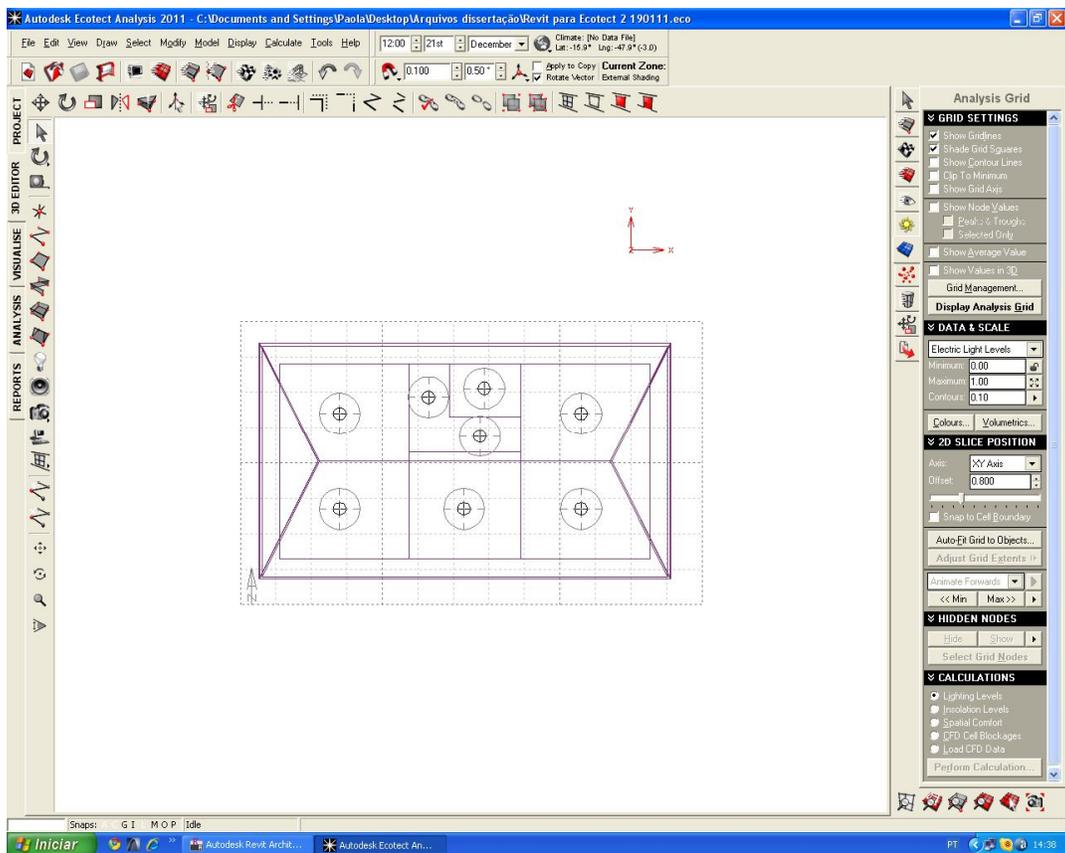 Autodesk Ecotect Analysis 2011 - C:\Documents and Settings\Paola\Desktop\Arquivos dissertação\Revit para Ecotect 2 190111.eco
File Edit View Draw Select Modify Model Display Calculate Tools Help
12:00 21st December
Climate: [No Data File]
Lat: -15.9° Lng: -47.9° (-3.0)
0.100 0.50°
Apply to Copy
Rotate Vector
Current Zone:
External Shading
PROJECT
3D EDITOR
VISUALISE
ANALYSIS
REPORTS
Y
Z X
N
Analysis Grid
GRID SETTINGS
Show Gridlines
Shade Grid Squares
Show Contour Lines
Clip To Minimum
Show Grid Axis
Show Node Values
Peaks & Troughs
Selected Only
Show Average Value
Show Values in 3D
Grid Management...
Display Analysis Grid
DATA & SCALE
Electric Light Levels
Minimum: 0.00
Maximum: 1.00
Contours: 0.10
Colours... Volumetrics...
2D SLICE POSITION
Axis: XY Axis
Offset: 0.800
Snap to Cell Boundary
Auto-Fit Grid to Objects...
Adjust Grid Extents
Animate Forwards
<< Min Max >>
HIDDEN NODES
Hide Show
Select Grid Nodes
CALCULATIONS
Lighting Levels
Insolation Levels
Spatial Comfort
CFD Cell Blockages
Load CFD Data
Perform Calculation...
Snaps: G I M O P Idle
Iniciar
Autodesk Revit Archit...
Autodesk Ecotect An...
PT 14:38